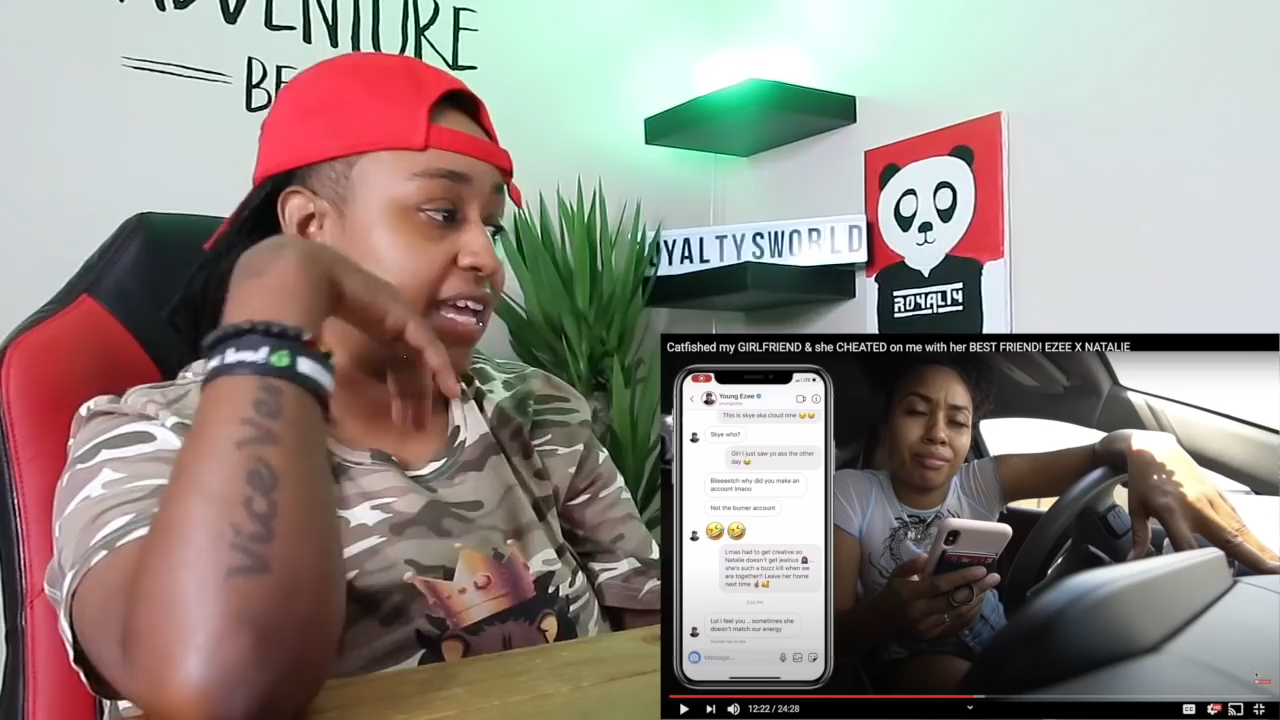 ADVENTURE
BE
ROYALTYSWORLD
ROYALTY
Vice Ver
Catfished my GIRLFRIEND & she CHEATED on me with her BEST FRIEND! EZEE X NATALIE
Young Ezee
This is skye aka cloud nine 😏😂
Skye who?
Girl I just saw yo ass the other
day 😂
Blieeeetch why did you make an
account lmaoo
Not the burner account
🤣🤣
Lmao had to get creative so
Natalie doesn't get jealous
she's such a buzz kill when we
are together!! Leave her home
next time
Lol I feel you .. sometimes she
doesn't match our energy
Message...
12:22 / 24:28
CC
HD